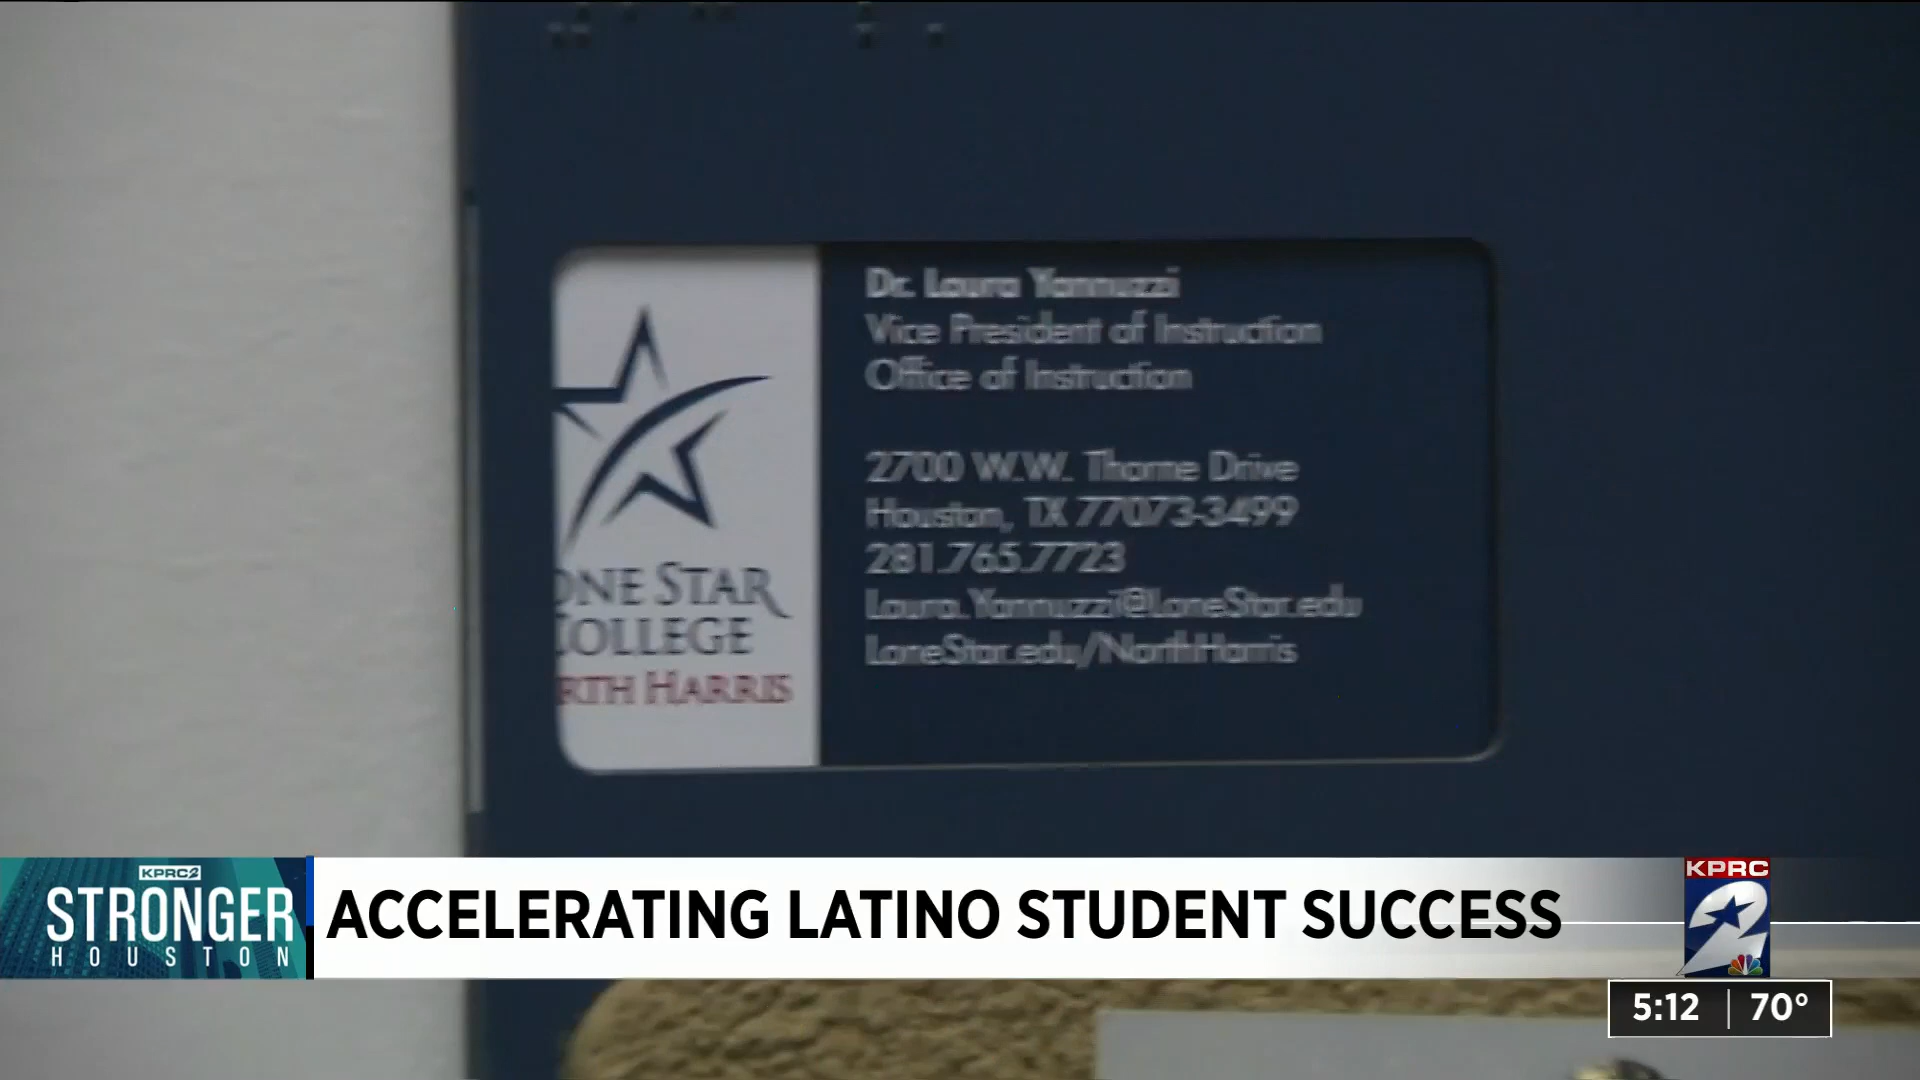 Dr. Laura Yannuzzi
Vice President of Instruction
Office of Instruction
2700 W.W. Thorne Drive
Houston, TX 77073-3499
281.765.7723
Laura.Yannuzzi@LoneStar.edu
LoneStar.edu/NorthHarris
ONE STAR
COLLEGE
RTH HARRIS
KPRC2
STRONGER
HOUSTON
ACCELERATING LATINO STUDENT SUCCESS
KPRC
2
5:12 70°